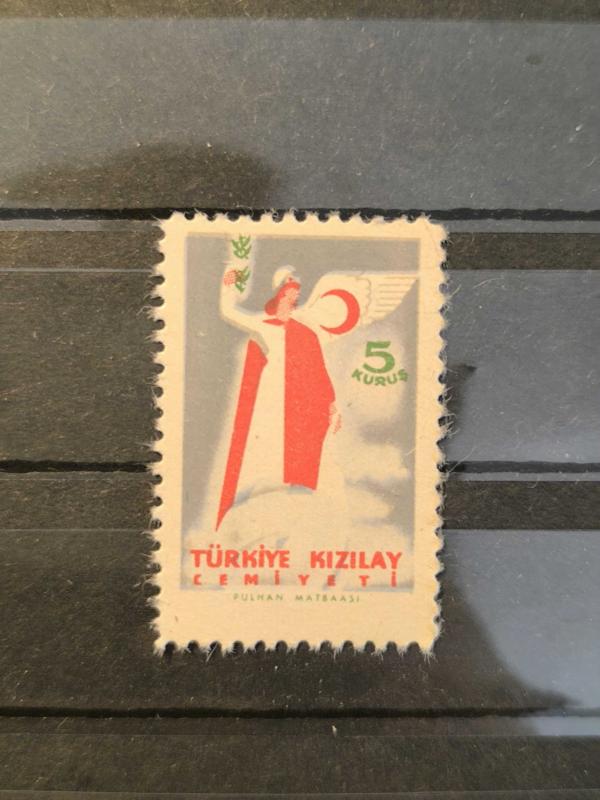 5
KURUŞ
TÜRKİYE KIZILAY
CEMİYETİ
PULHAN MATBAASI